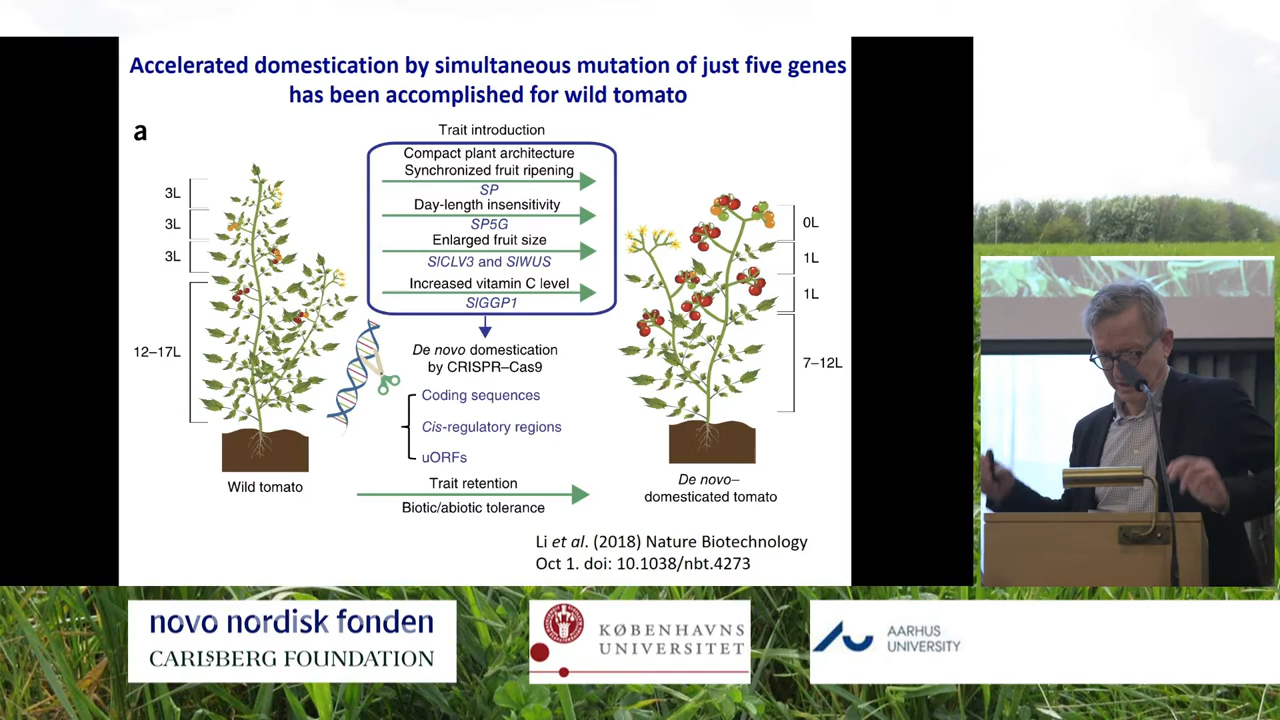 Accelerated domestication by simultaneous mutation of just five genes
has been accomplished for wild tomato
a
Trait introduction
Compact plant architecture
Synchronized fruit ripening
SP
Day-length insensitivity
SP5G
Enlarged fruit size
SlCLV3 and SlWUS
Increased vitamin C level
SlGGP1
3L
3L
3L
12–17L
0L
1L
1L
7–12L
De novo domestication
by CRISPR–Cas9
Coding sequences
Cis-regulatory regions
uORFs
Trait retention
Biotic/abiotic tolerance
Wild tomato
De novo–
domesticated tomato
Li et al. (2018) Nature Biotechnology
Oct 1. doi: 10.1038/nbt.4273
novo nordisk fonden
CARLSBERG FOUNDATION
KØBENHAVNS
UNIVERSITET
AARHUS
UNIVERSITY